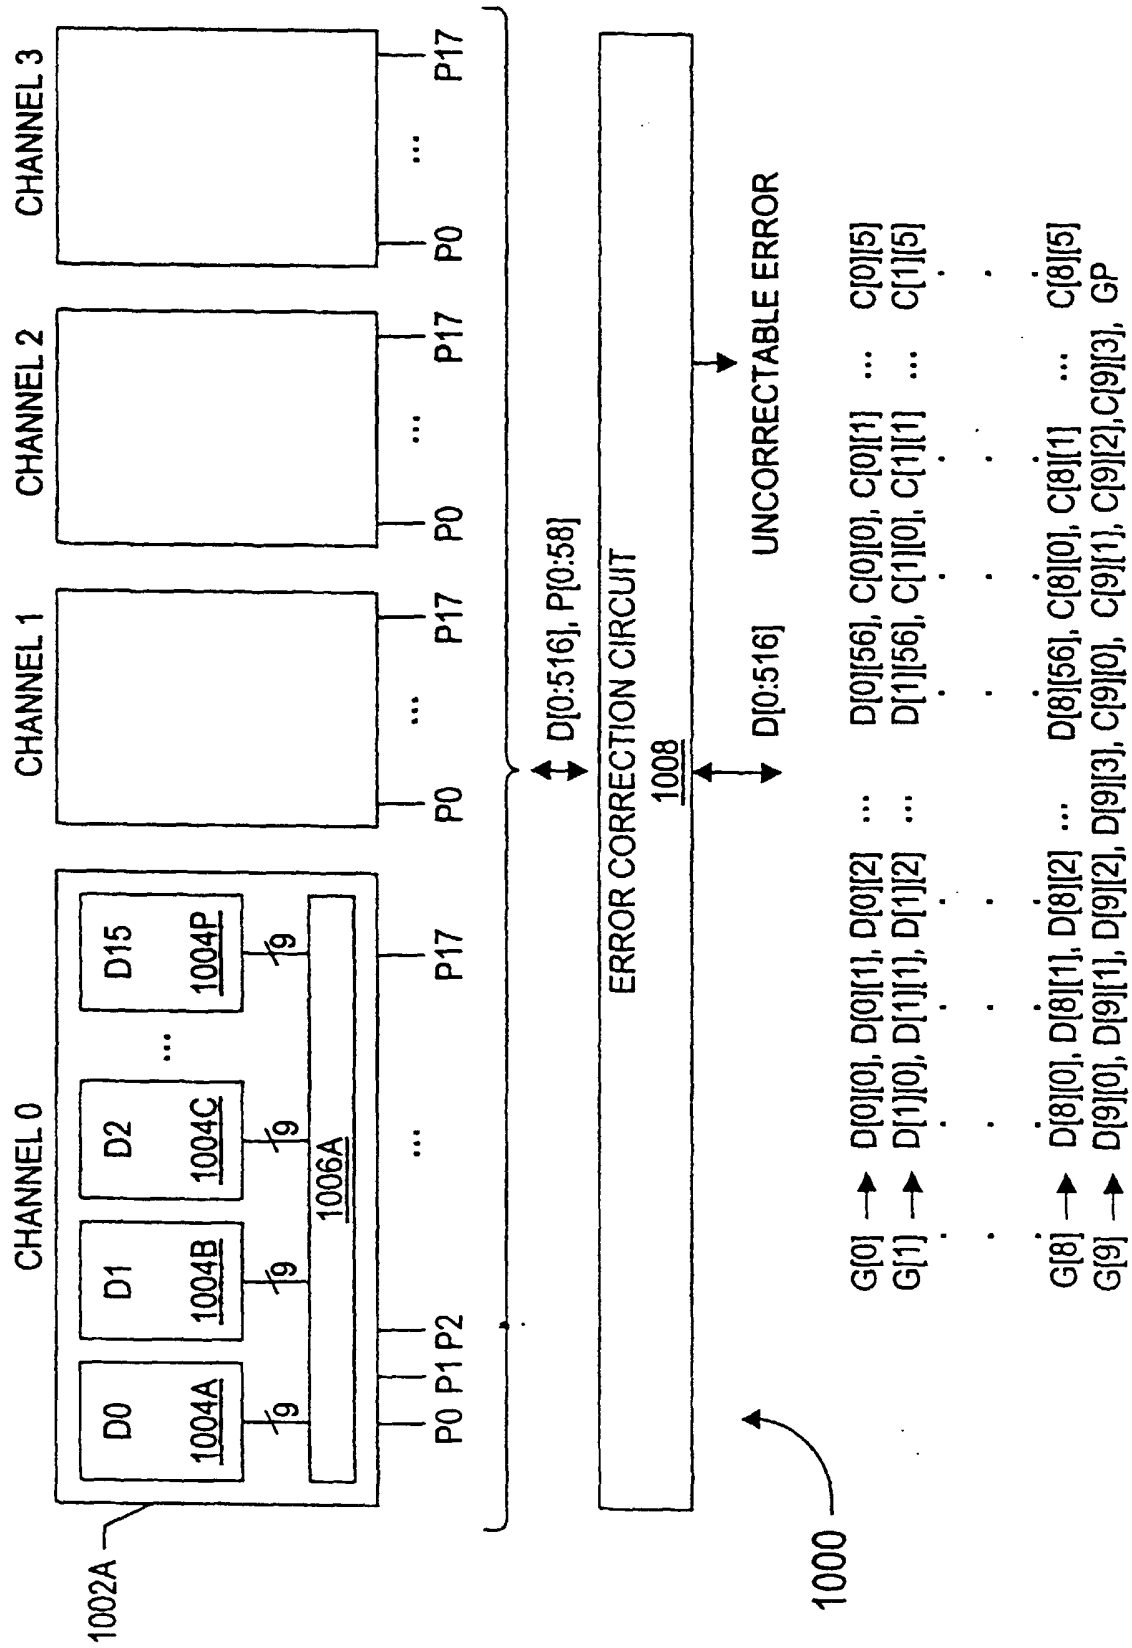 CHANNEL 0 CHANNEL 1 CHANNEL 2 CHANNEL 3
1002A
D0 D1 D2 ... D15
1004A 1004B 1004C 1004P
9 9 9 9
1006A
P0 P1 P2 ... P17 P0 ... P17 P0 ... P17 P0 ... P17
D[0:516], P[0:58]
ERROR CORRECTION CIRCUIT
1008
1000
D[0:516] UNCORRECTABLE ERROR
G[0] → D[0][0], D[0][1], D[0][2] ... D[0][56], C[0][0], C[0][1] ... C[0][5]
G[1] → D[1][0], D[1][1], D[1][2] ... D[1][56], C[1][0], C[1][1] ... C[1][5]
G[8] → D[8][0], D[8][1], D[8][2] ... D[8][56], C[8][0], C[8][1] ... C[8][5]
G[9] → D[9][0], D[9][1], D[9][2], D[9][3], C[9][0], C[9][1], C[9][2], C[9][3], GP